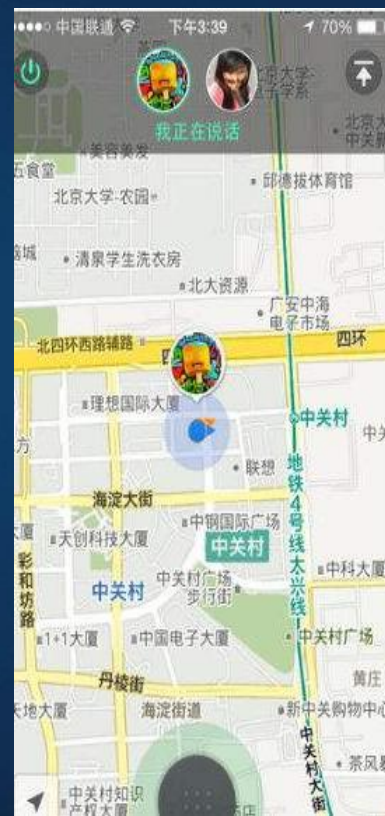 中国联通
下午3:39
70%
我正在说话
美容美发
五食堂
北京大学-农园
邱德拔体育馆
清泉学生洗衣房
北大资源
广安中海
电子市场
北四环西路辅路
四环
理想国际大厦
中关村
联想
地铁4号线大兴线
海淀大街
中钢国际广场
天创科技大厦
中关村
彩和坊路
中关村
中关村广场
步行街
中科大厦
1+1大厦
中国电子大厦
中关村广场
丹棱街
黄庄
天地大厦
海淀街道
新中关购物中心
中关村大街
中关村知识
产权大厦